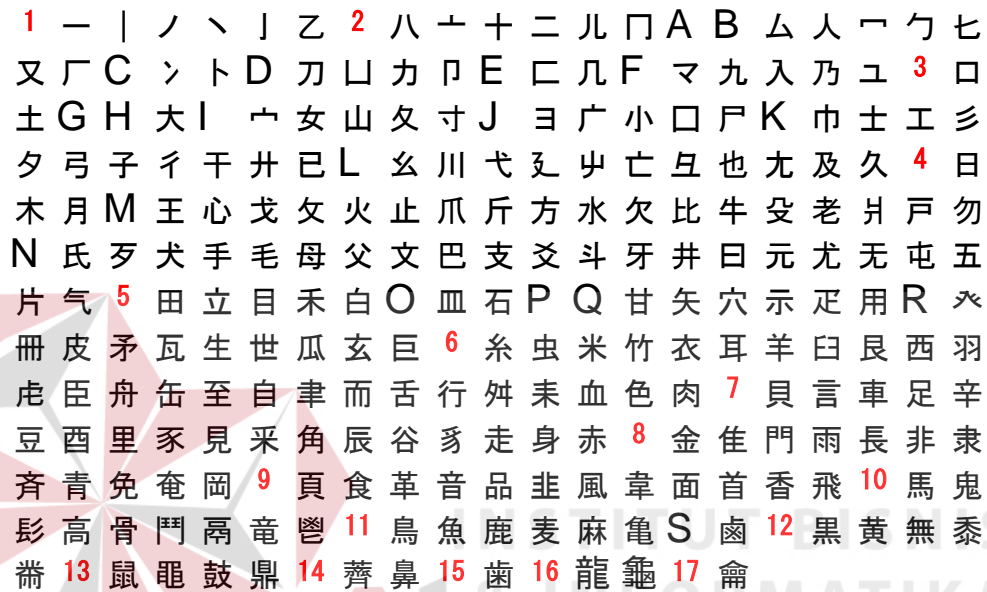 1 一 | ノ 丶 亅 乙 2 八 亠 十 二 儿 冂 A B ム 人 冖 勹 匕
又 厂 C 冫 卜 D 刀 凵 力 卩 E 匚 几 F マ 九 入 乃 ユ 3 口
土 G H 大 I 宀 女 山 夂 寸 J ヨ 广 小 囗 尸 K 巾 士 工 彡
夕 弓 子 彳 干 廾 已 L 幺 川 弋 廴 屮 亡 彑 也 尢 及 久 4 日
木 月 M 王 心 戈 攵 火 止 爪 斤 方 水 欠 比 牛 殳 老 爿 戸 勿
N 氏 歹 犬 手 毛 母 父 文 巴 支 爻 斗 牙 井 曰 元 尤 无 屯 五
片 气 5 田 立 目 禾 白 O 皿 石 P Q 甘 矢 穴 示 疋 用 R 癶
冊 皮 矛 瓦 生 世 瓜 玄 巨 6 糸 虫 米 竹 衣 耳 羊 臼 艮 西 羽
虍 臣 舟 缶 至 自 聿 而 舌 行 舛 耒 血 色 肉 7 貝 言 車 足 辛
豆 酉 里 豕 見 釆 角 辰 谷 豸 走 身 赤 8 金 隹 門 雨 長 非 隶
斉 青 免 奄 岡 9 頁 食 革 音 品 韭 風 韋 面 首 香 飛 10 馬 鬼
髟 高 骨 鬥 鬲 竜 鬯 11 鳥 魚 鹿 麦 麻 亀 S 鹵 12 黒 黄 無 黍
黹 13 鼠 黽 鼓 鼎 14 薺 鼻 15 歯 16 龍 龜 17 龠
INSTITUT BISNIS